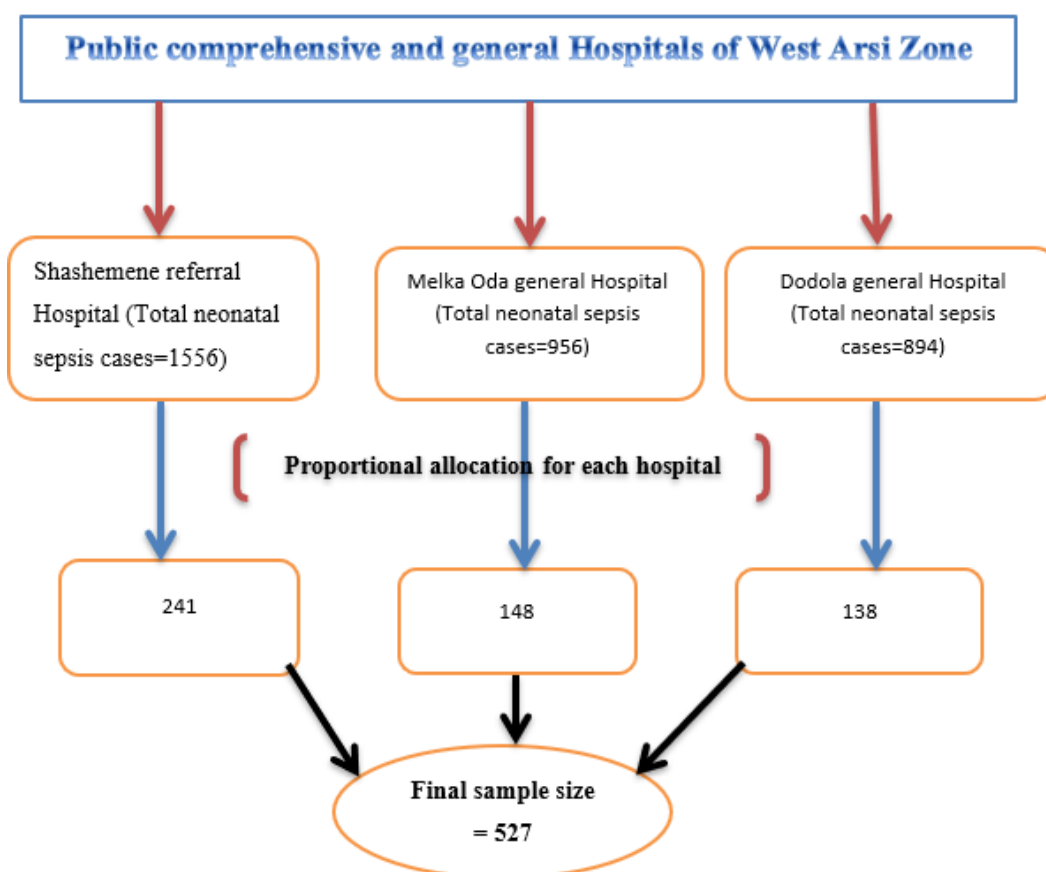 Public comprehensive and general Hospitals of West Arsi Zone
Shashemene referral
Hospital (Total neonatal
sepsis cases=1556)
Melka Oda general Hospital
(Total neonatal sepsis
cases=956)
Dodola general Hospital
(Total neonatal sepsis
cases=894)
Proportional allocation for each hospital
241
148
138
Final sample size
= 527